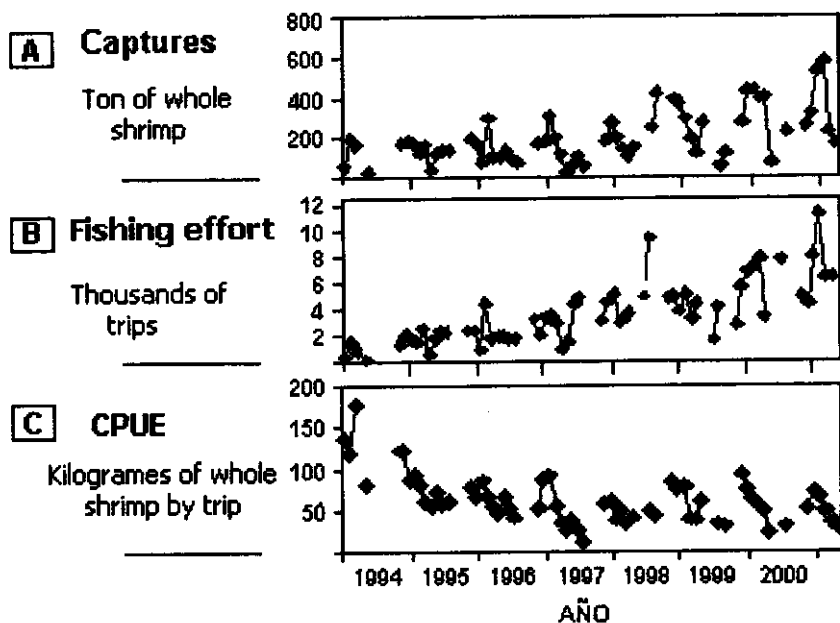 A Captures
Ton of whole
shrimp
800
600
400
200
B Fishing effort
Thousands of
trips
12
10
8
6
4
2
C CPUE
Kilogrames of whole
shrimp by trip
200
150
100
50
1994 1995 1996 1997 1998 1999 2000
AÑO